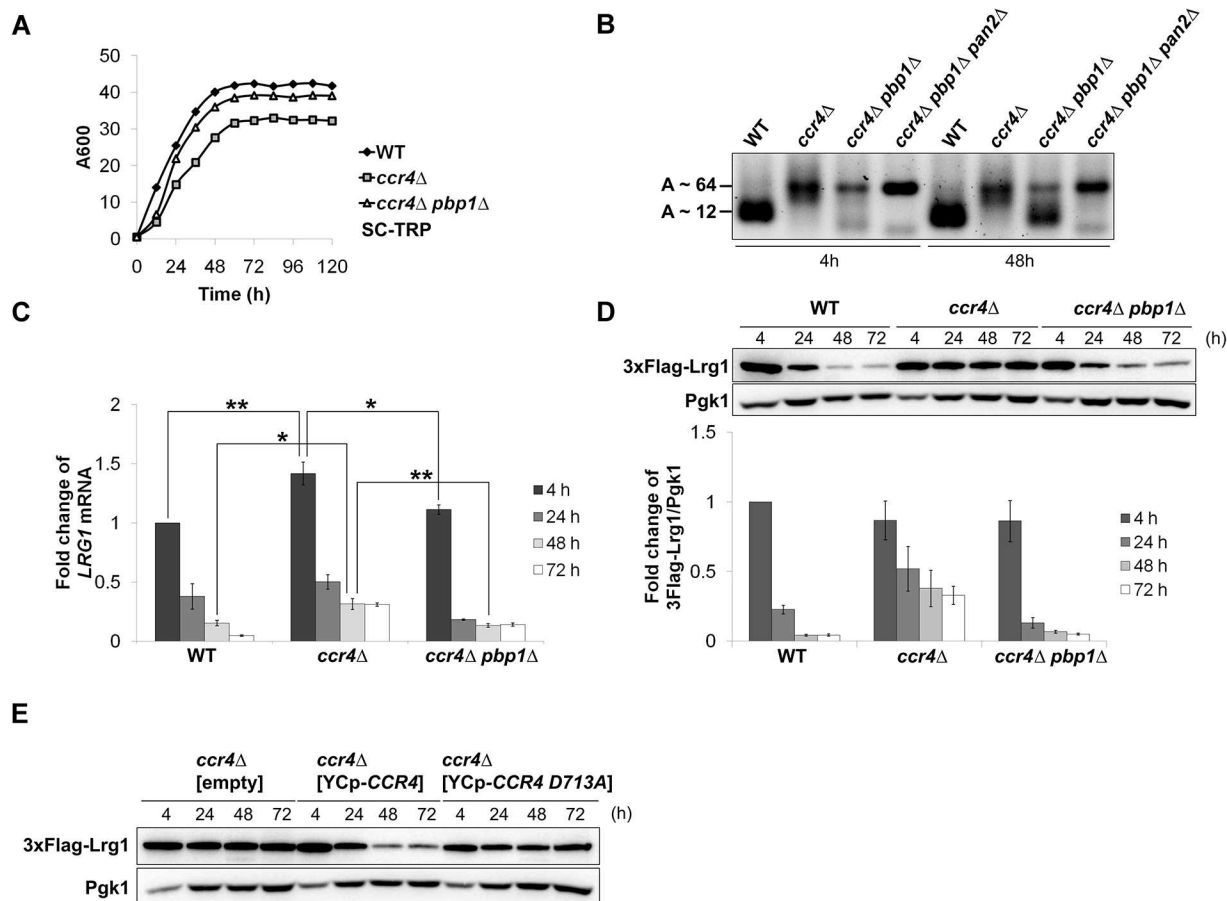 A
50
40
30
20
10
0
A600
0 24 48 72 96 120
Time (h)
WT
ccr4Δ
ccr4Δ pbp1Δ
SC-TRP
B
WT
ccr4Δ
ccr4Δ pbp1Δ
ccr4Δ pbp1Δ pan2Δ
WT
ccr4Δ
ccr4Δ pbp1Δ
ccr4Δ pbp1Δ pan2Δ
A ~ 64
A ~ 12
4h 48h
C
2
1.5
1
0.5
0
Fold change of
LRG1 mRNA
** * * **
4 h
24 h
48 h
72 h
WT ccr4Δ ccr4Δ pbp1Δ
D
WT ccr4Δ ccr4Δ pbp1Δ
4 24 48 72 4 24 48 72 4 24 48 72 (h)
3xFlag-Lrg1
Pgk1
1.5
1
0.5
0
Fold change of
3Flag-Lrg1/Pgk1
4 h
24 h
48 h
72 h
WT ccr4Δ ccr4Δ pbp1Δ
E
ccr4Δ ccr4Δ ccr4Δ
[empty] [YCp-CCR4] [YCp-CCR4 D713A]
4 24 48 72 4 24 48 72 4 24 48 72 (h)
3xFlag-Lrg1
Pgk1